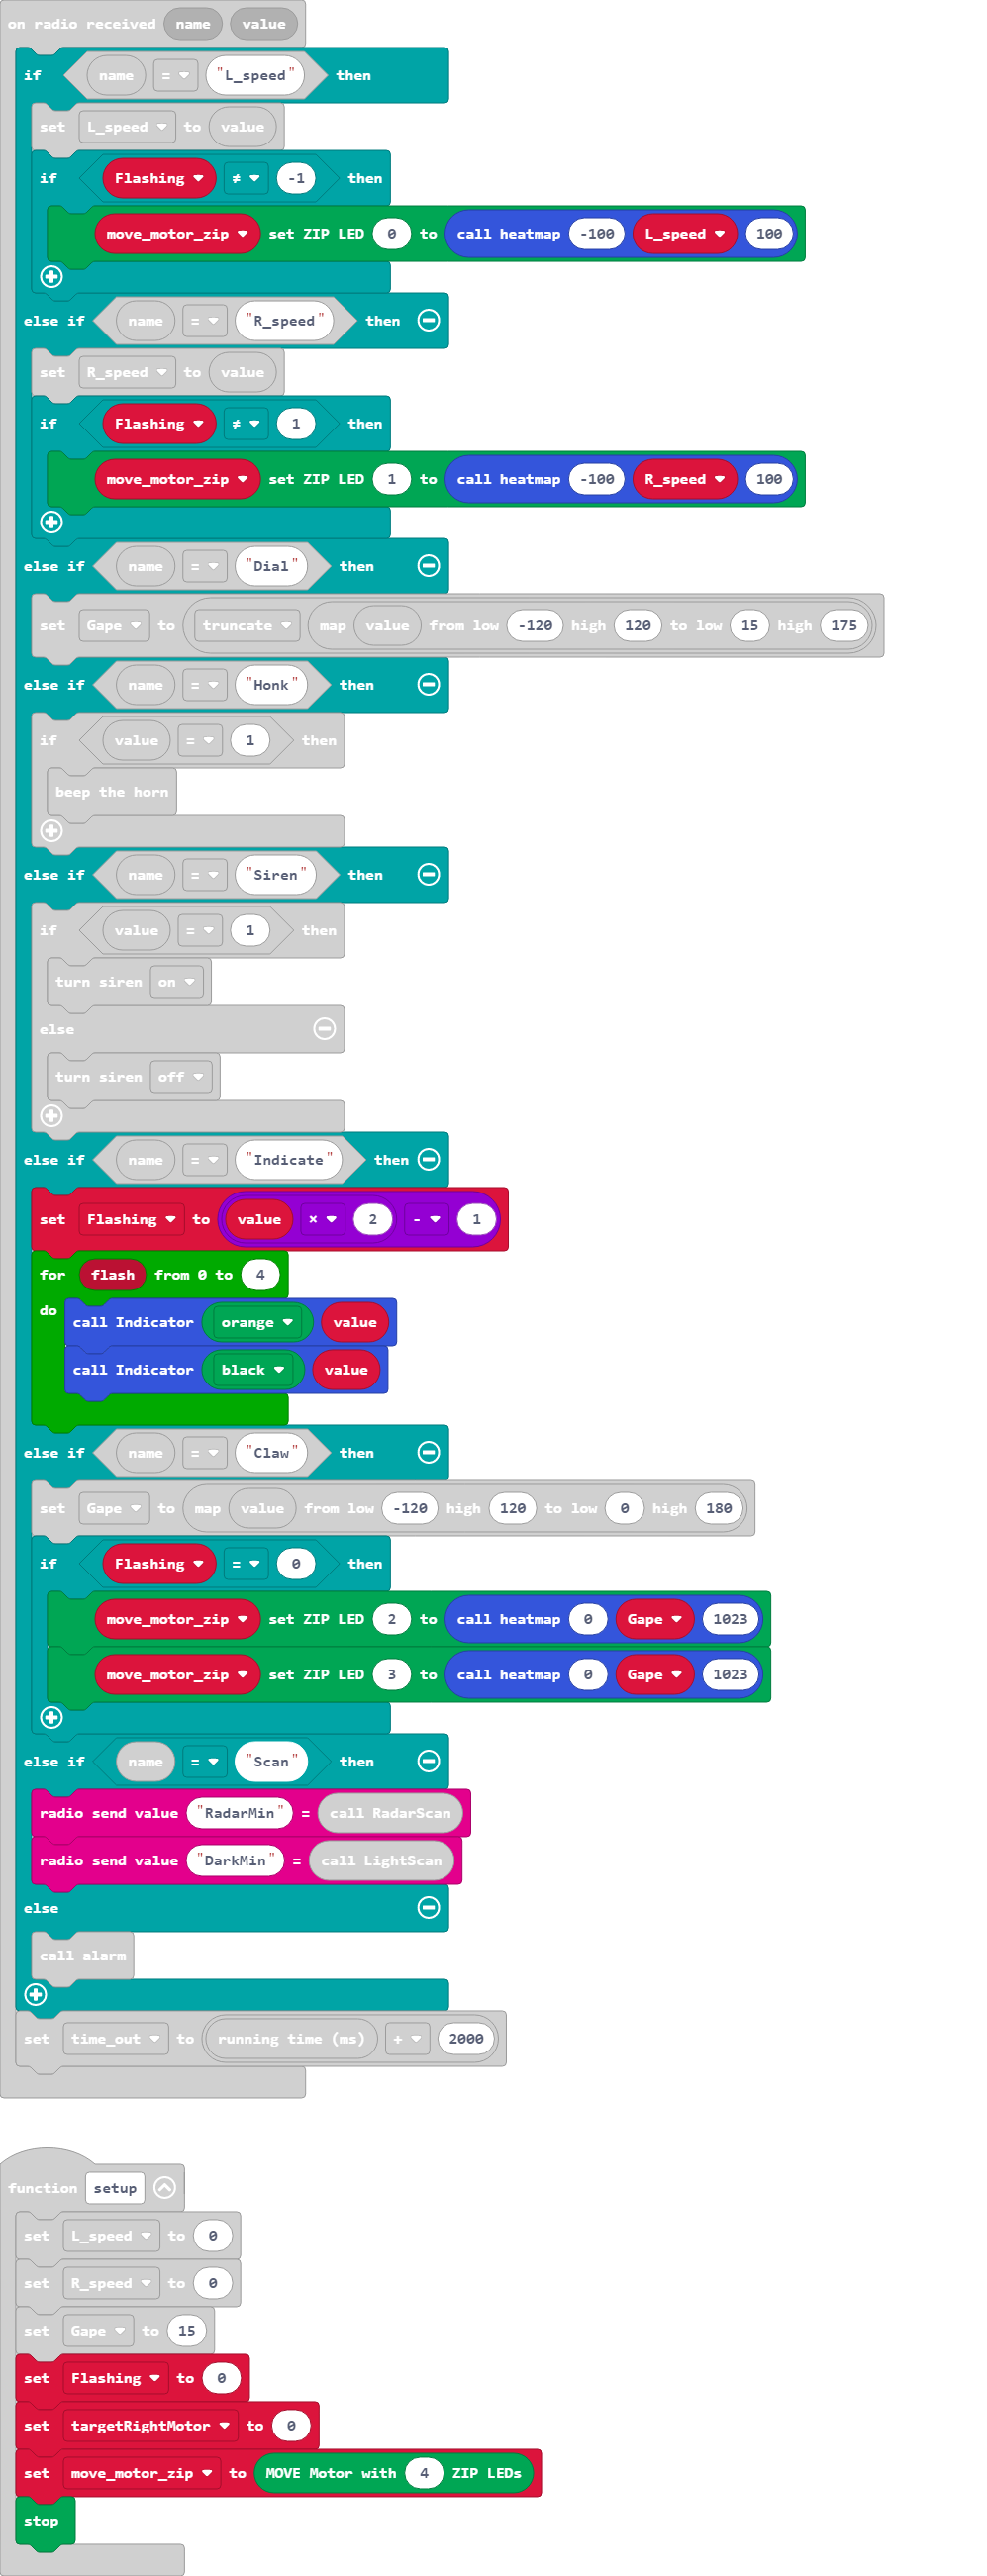 on radio received name value
if name = "L_speed" then
set L_speed to value
if Flashing ≠ -1 then
move_motor_zip set ZIP LED 0 to call heatmap -100 L_speed 100
else if name = "R_speed" then
set R_speed to value
if Flashing ≠ 1 then
move_motor_zip set ZIP LED 1 to call heatmap -100 R_speed 100
else if name = "Dial" then
set Gape to truncate map value from low -120 high 120 to low 15 high 175
else if name = "Honk" then
if value = 1 then
beep the horn
else if name = "Siren" then
if value = 1 then
turn siren on
else
turn siren off
else if name = "Indicate" then
set Flashing to value × 2 - 1
for flash from 0 to 4
do
call Indicator orange value
call Indicator black value
else if name = "Claw" then
set Gape to map value from low -120 high 120 to low 0 high 180
if Flashing = 0 then
move_motor_zip set ZIP LED 2 to call heatmap 0 Gape 1023
move_motor_zip set ZIP LED 3 to call heatmap 0 Gape 1023
else if name = "Scan" then
radio send value "RadarMin" = call RadarScan
radio send value "DarkMin" = call LightScan
else
call alarm
set time_out to running time (ms) + 2000
function setup
set L_speed to 0
set R_speed to 0
set Gape to 15
set Flashing to 0
set targetRightMotor to 0
set move_motor_zip to MOVE Motor with 4 ZIP LEDs
stop